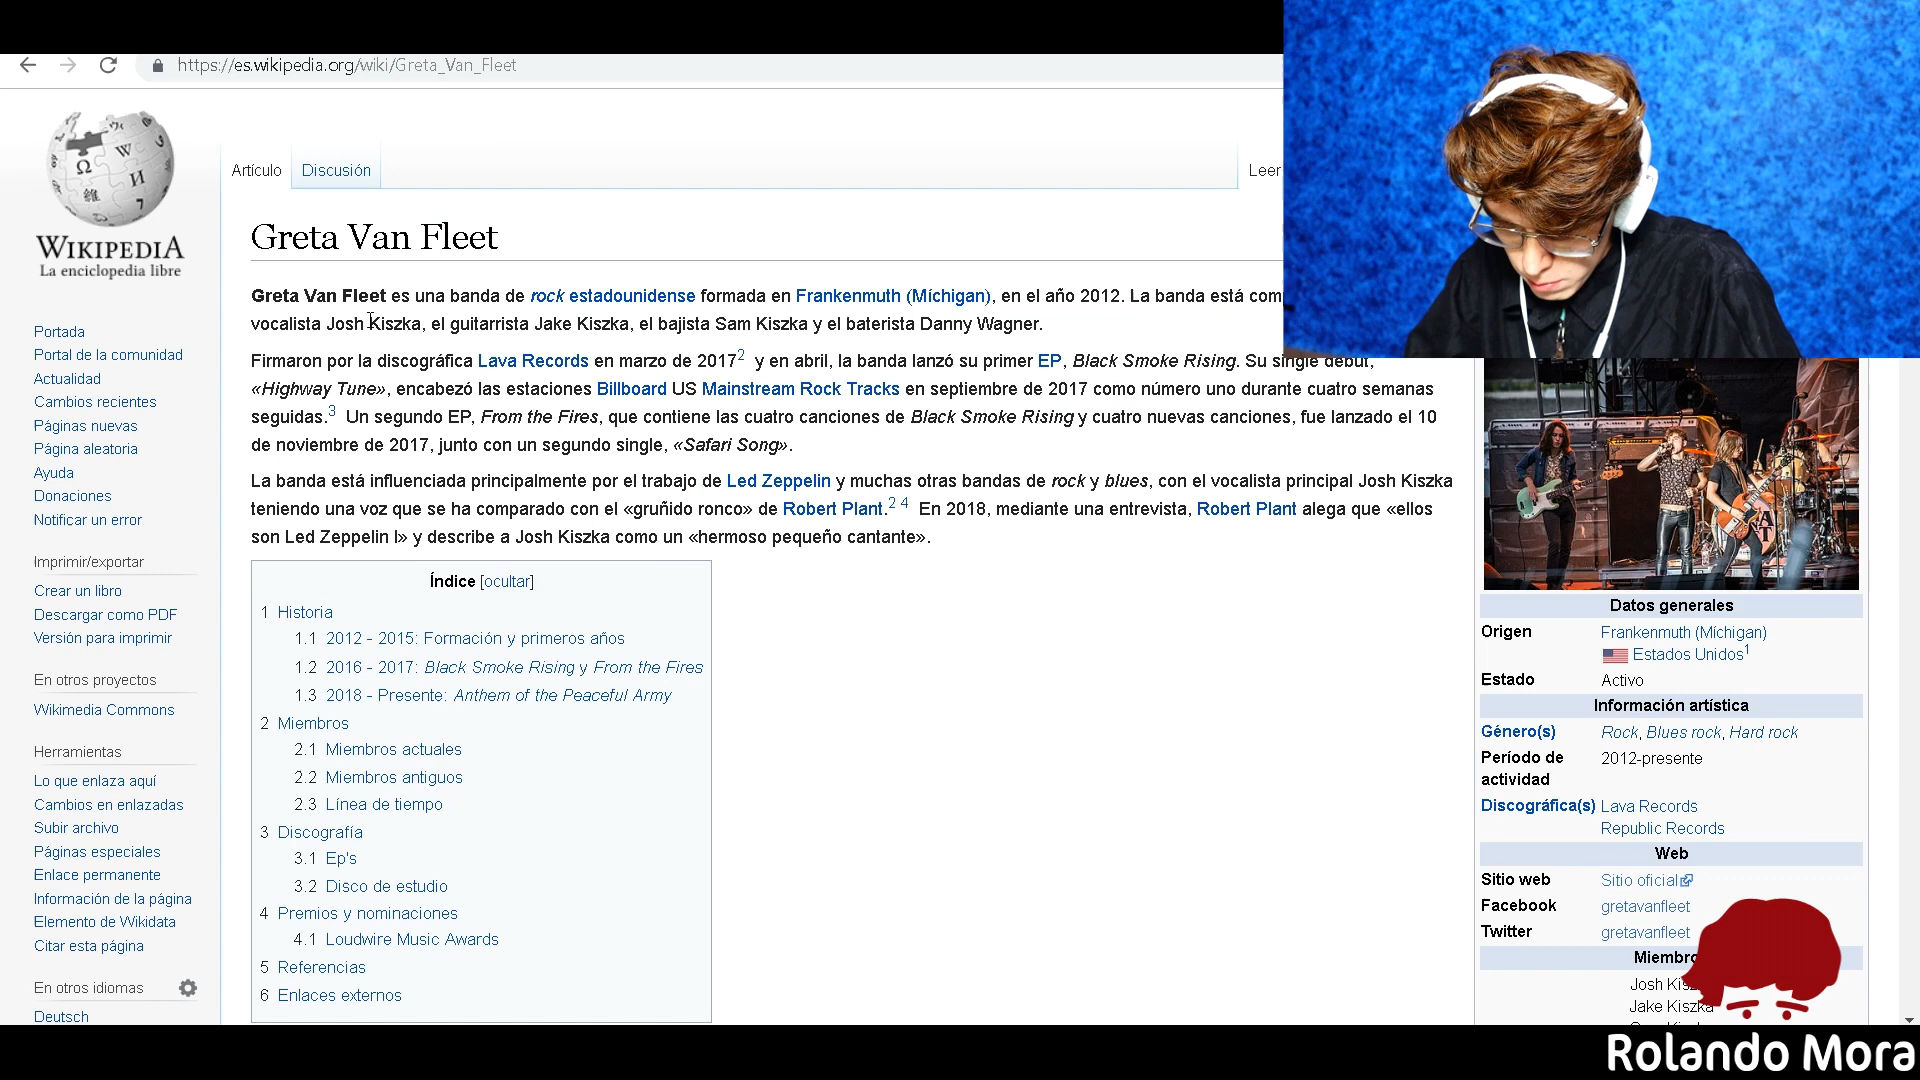 https://es.wikipedia.org/wiki/Greta_Van_Fleet
WIKIPEDIA
La enciclopedia libre
Artículo
Discusión
Leer
Greta Van Fleet
Greta Van Fleet es una banda de rock estadounidense formada en Frankenmuth (Míchigan), en el año 2012. La banda está
vocalista Josh Kiszka, el guitarrista Jake Kiszka, el bajista Sam Kiszka y el baterista Danny Wagner.
Firmaron por la discográfica Lava Records en marzo de 2017 2 y en abril, la banda lanzó su primer EP, Black Smoke Rising. Su single debut,
«Highway Tune», encabezó las estaciones Billboard US Mainstream Rock Tracks en septiembre de 2017 como número uno durante cuatro semanas
seguidas.3 Un segundo EP, From the Fires, que contiene las cuatro canciones de Black Smoke Rising y cuatro nuevas canciones, fue lanzado el 10
de noviembre de 2017, junto con un segundo single, «Safari Song».
La banda está influenciada principalmente por el trabajo de Led Zeppelin y muchas otras bandas de rock y blues, con el vocalista principal Josh Kiszka
teniendo una voz que se ha comparado con el «gruñido ronco» de Robert Plant.2 4 En 2018, mediante una entrevista, Robert Plant alega que «ellos
son Led Zeppelin I» y describe a Josh Kiszka como un «hermoso pequeño cantante».
Índice [ocultar]
1 Historia
1.1 2012 - 2015: Formación y primeros años
1.2 2016 - 2017: Black Smoke Rising y From the Fires
1.3 2018 - Presente: Anthem of the Peaceful Army
2 Miembros
2.1 Miembros actuales
2.2 Miembros antiguos
2.3 Línea de tiempo
3 Discografía
3.1 Ep's
3.2 Disco de estudio
4 Premios y nominaciones
4.1 Loudwire Music Awards
5 Referencias
6 Enlaces externos
Portada
Portal de la comunidad
Actualidad
Cambios recientes
Páginas nuevas
Página aleatoria
Ayuda
Donaciones
Notificar un error
Imprimir/exportar
Crear un libro
Descargar como PDF
Versión para imprimir
En otros proyectos
Wikimedia Commons
Herramientas
Lo que enlaza aquí
Cambios en enlazadas
Subir archivo
Páginas especiales
Enlace permanente
Información de la página
Elemento de Wikidata
Citar esta página
En otros idiomas
Deutsch
Datos generales
Origen Frankenmuth (Míchigan)
Estados Unidos1
Estado Activo
Información artística
Género(s) Rock, Blues rock, Hard rock
Período de actividad 2012-presente
Discográfica(s) Lava Records
Republic Records
Web
Sitio web Sitio oficial
Facebook gretavanfleet
Twitter gretavanfleet
Josh
Jake Kiszka
Rolando Mora